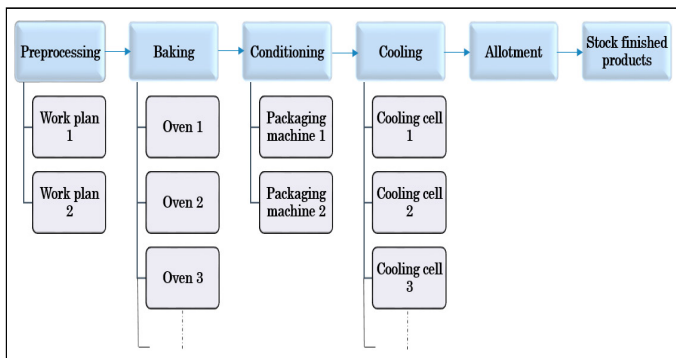 Preprocessing
Baking
Conditioning
Cooling
Allotment
Stock finished
products
Work plan
1
Oven 1
Packaging
machine 1
Cooling cell
1
Work plan
2
Oven 2
Packaging
machine 2
Cooling cell
2
Oven 3
Cooling cell
3